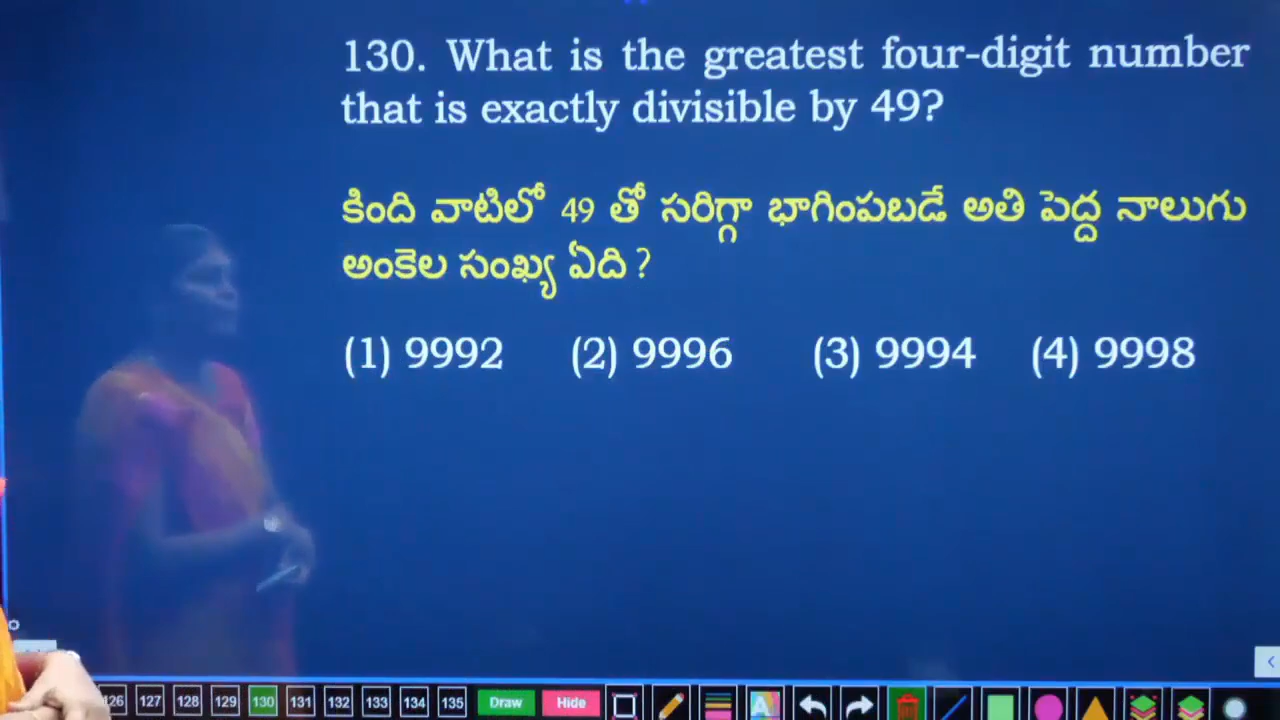 130. What is the greatest four-digit number
that is exactly divisible by 49?
కింది వాటిలో 49 తో సరిగ్గా భాగింపబడే అతి పెద్ద నాలుగు
అంకెల సంఖ్య ఏది ?
(1) 9992 (2) 9996 (3) 9994 (4) 9998
126 127 128 129 130 131 132 133 134 135 Draw Hide A